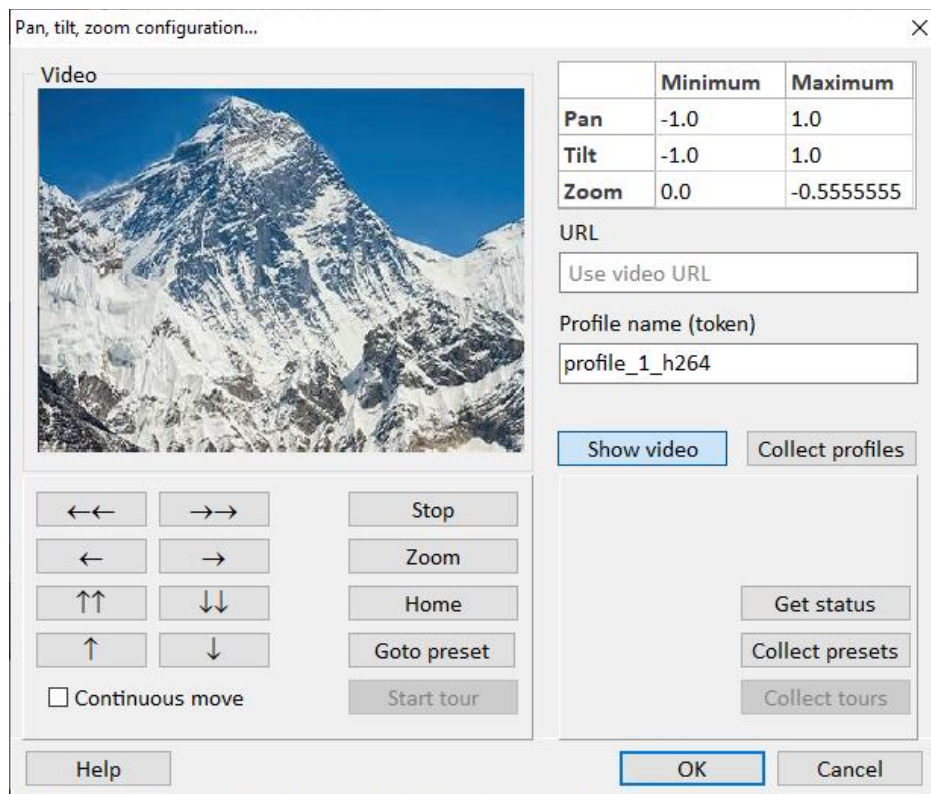 Pan, tilt, zoom configuration...
Video
Minimum Maximum
Pan -1.0 1.0
Tilt -1.0 1.0
Zoom 0.0 -0.5555555
URL
Use video URL
Profile name (token)
profile_1_h264
Show video Collect profiles
←← →→ Stop
← → Zoom
↑↑ ↓↓ Home Get status
↑ ↓ Goto preset Collect presets
Continuous move Start tour Collect tours
Help OK Cancel